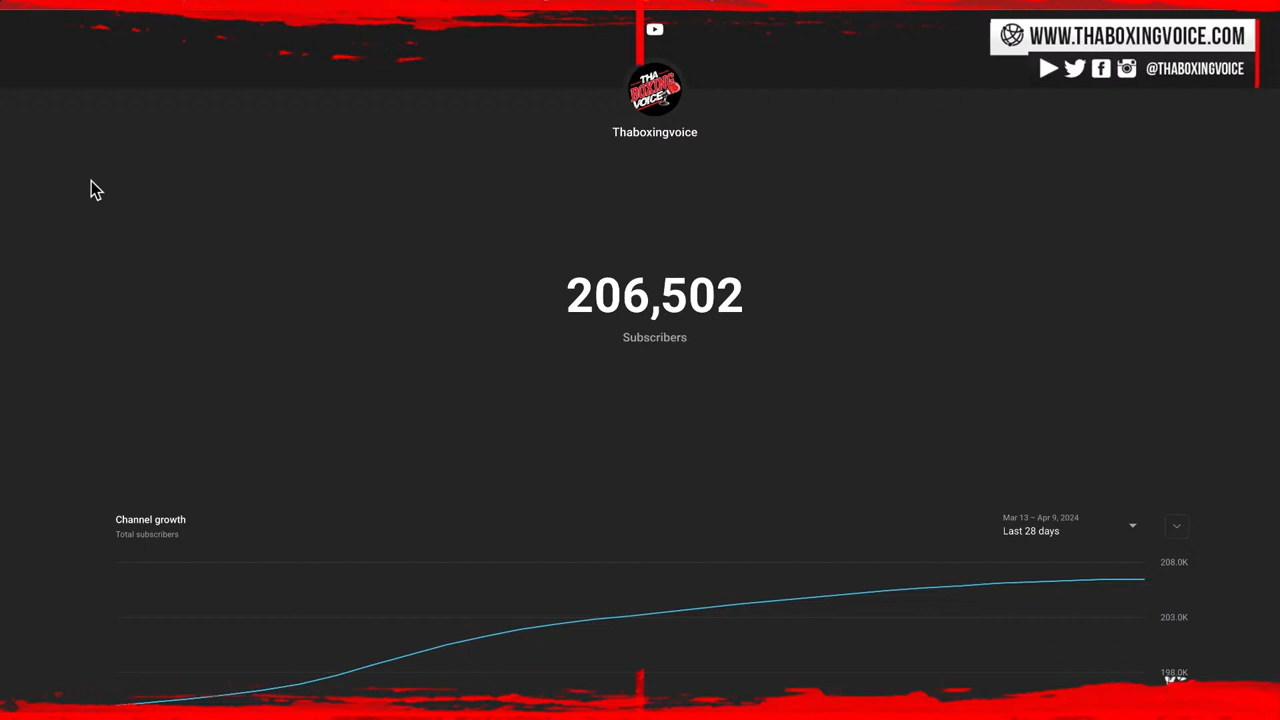 WWW.THABOXINGVOICE.COM
@THABOXINGVOICE
THA
BOXING
VOICE
Thaboxingvoice
206,502
Subscribers
Channel growth
Total subscribers
Mar 13 – Apr 9, 2024
Last 28 days
208.0K
203.0K
198.0K